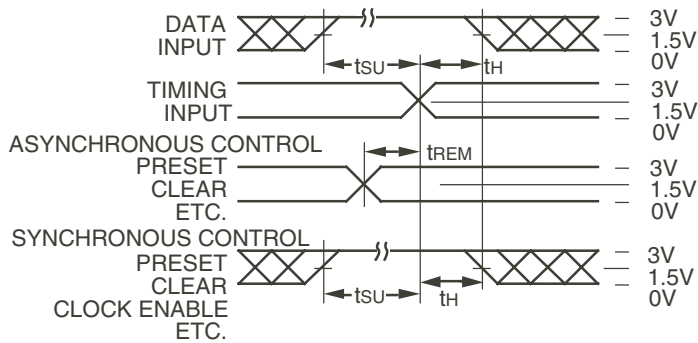 DATA
INPUT
3V
1.5V
0V
tSU
tH
TIMING
INPUT
3V
1.5V
0V
ASYNCHRONOUS CONTROL
PRESET
CLEAR
ETC.
tREM
3V
1.5V
0V
SYNCHRONOUS CONTROL
PRESET
CLEAR
CLOCK ENABLE
ETC.
tSU
tH
3V
1.5V
0V